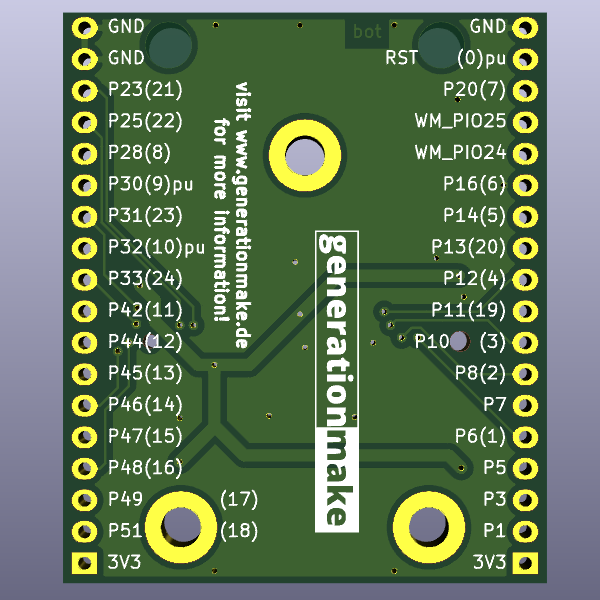 bot
GND
GND
P23(21)
P25(22)
P28(8)
P30(9)pu
P31(23)
P32(10)pu
P33(24)
P42(11)
P44(12)
P45(13)
P46(14)
P47(15)
P48(16)
P49 (17)
P51 (18)
3V3
visit www.generationmake.de
for more information!
generationmake
GND
RST (0)pu
P20(7)
WM_PIO25
WM_PIO24
P16(6)
P14(5)
P13(20)
P12(4)
P11(19)
P10 (3)
P8(2)
P7
P6(1)
P5
P3
P1
3V3